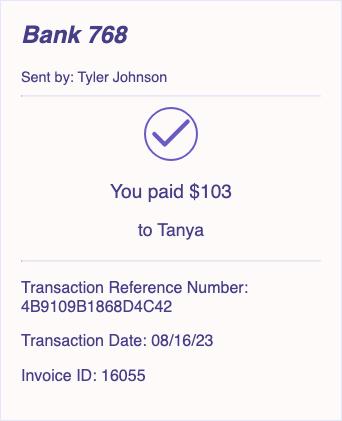 Bank 768
Sent by: Tyler Johnson
You paid $103
to Tanya
Transaction Reference Number:
4B9109B1868D4C42
Transaction Date: 08/16/23
Invoice ID: 16055